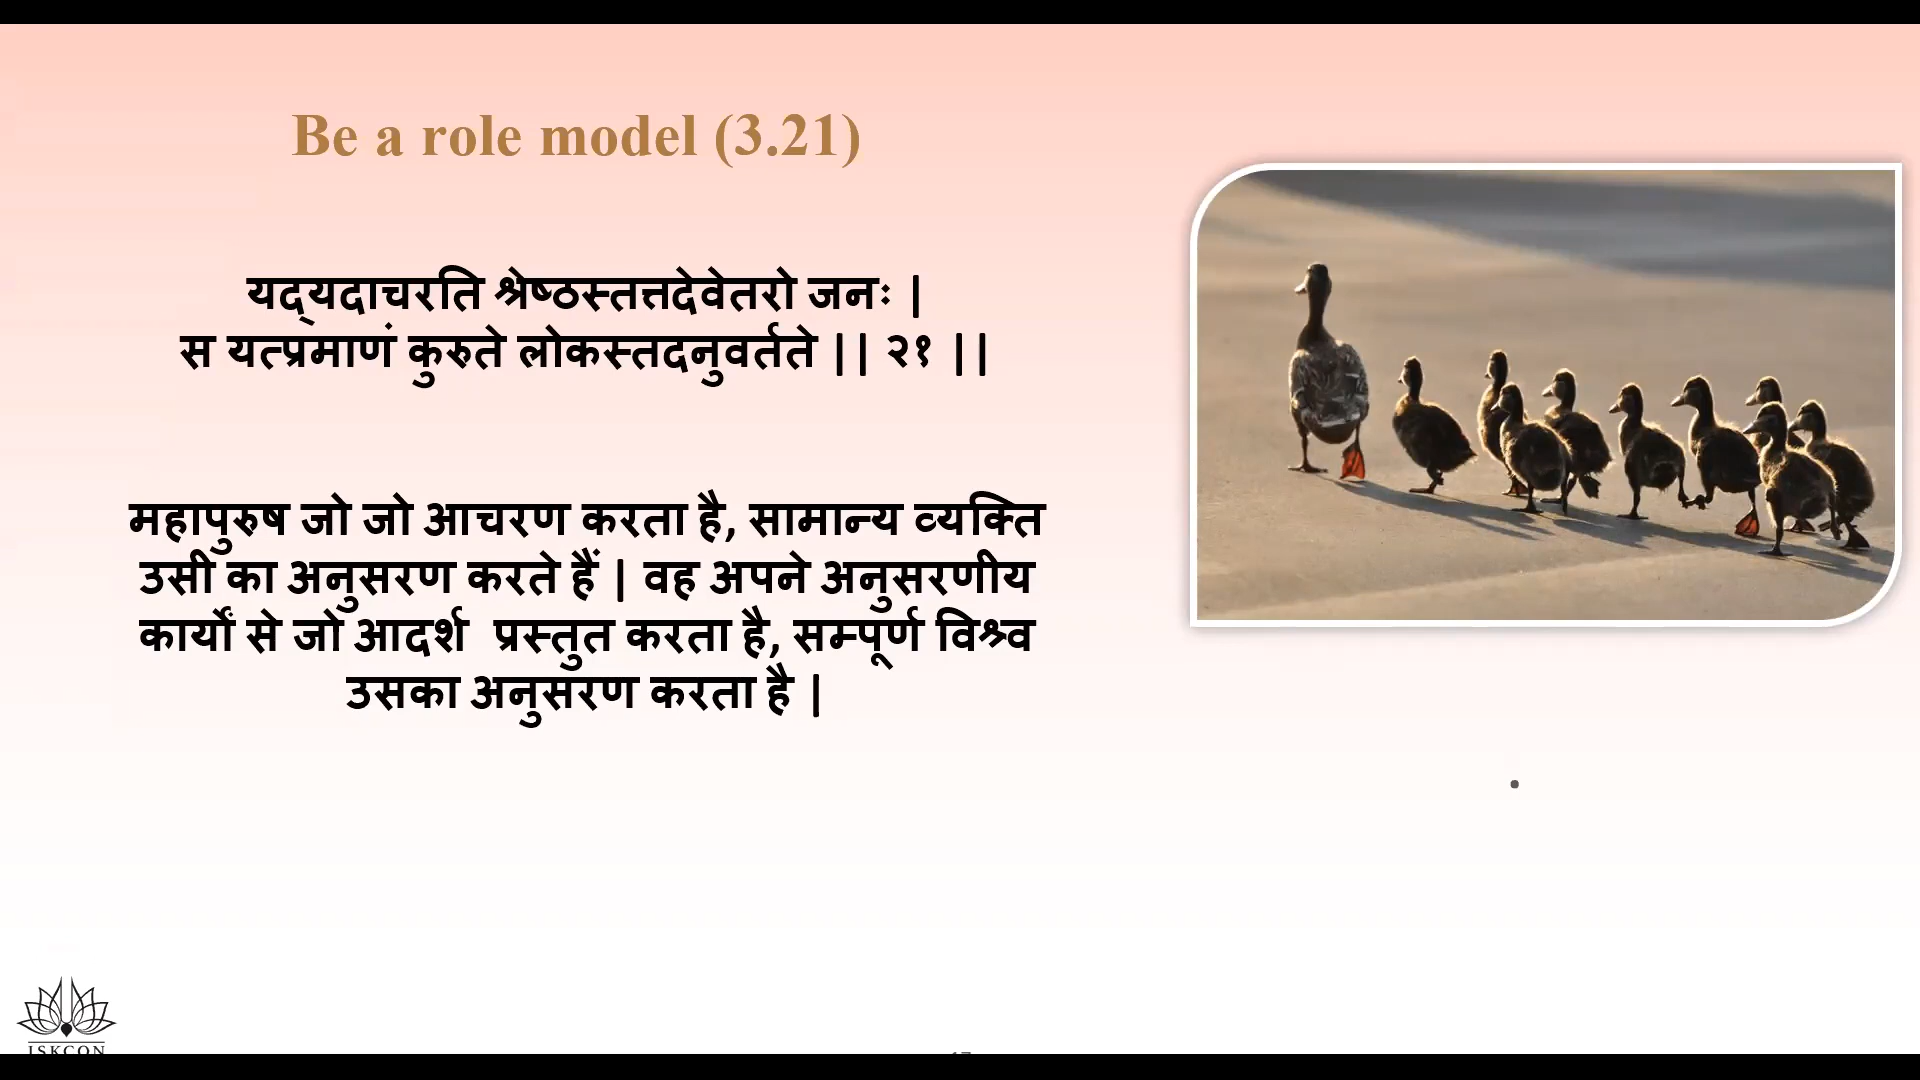 Be a role model (3.21)
यद्यदाचरति श्रेष्ठस्तत्तदेवेतरो जनः |
स यत्प्रमाणं कुरुते लोकस्तदनुवर्तते || २१ ||
महापुरुष जो जो आचरण करता है, सामान्य व्यक्ति
उसी का अनुसरण करते हैं | वह अपने अनुसरणीय
कार्यों से जो आदर्श प्रस्तुत करता है, सम्पूर्ण विश्र्व
उसका अनुसरण करता है |
ISKCON